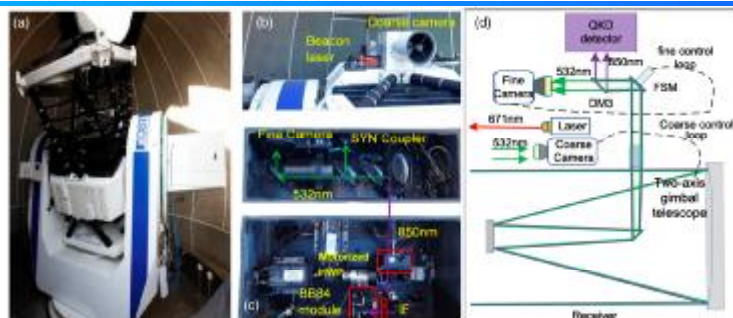 (a)
(b)
Coarse camera
Beacon
laser
Fine Camera
SYN Coupler
532nm
850nm
Motorized
HWP
BB84
module
IF
(c)
(d)
QKD
detector
532nm
850nm
fine control
loop
Fine
Camera
DM3
FSM
671nm
Laser
Coarse control
loop
532nm
Coarse
Camera
Two-axis
gimbal
telescope
Receiver